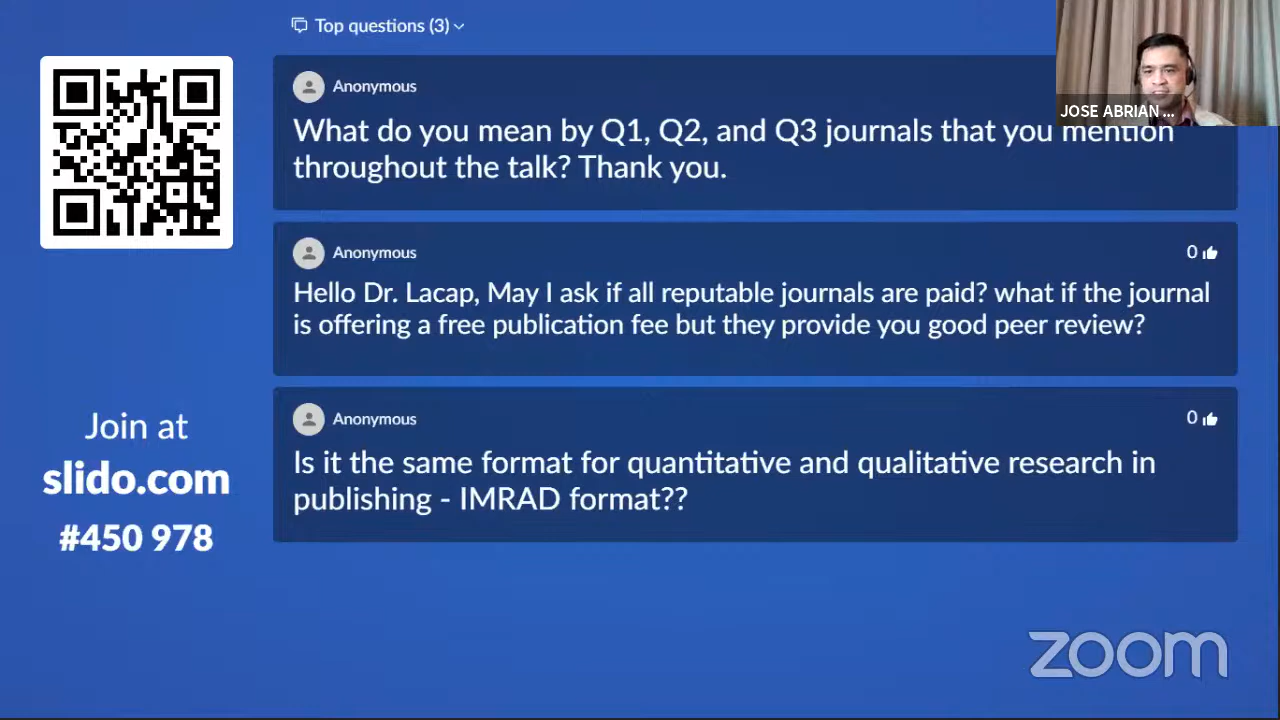 Top questions (3)
JOSE ABRIAN ...
Anonymous
What do you mean by Q1, Q2, and Q3 journals that you mention
throughout the talk? Thank you.
Anonymous
0
Hello Dr. Lacap, May I ask if all reputable journals are paid? what if the journal
is offering a free publication fee but they provide you good peer review?
Anonymous
0
Is it the same format for quantitative and qualitative research in
publishing - IMRAD format??
Join at
slido.com
#450 978
zoom